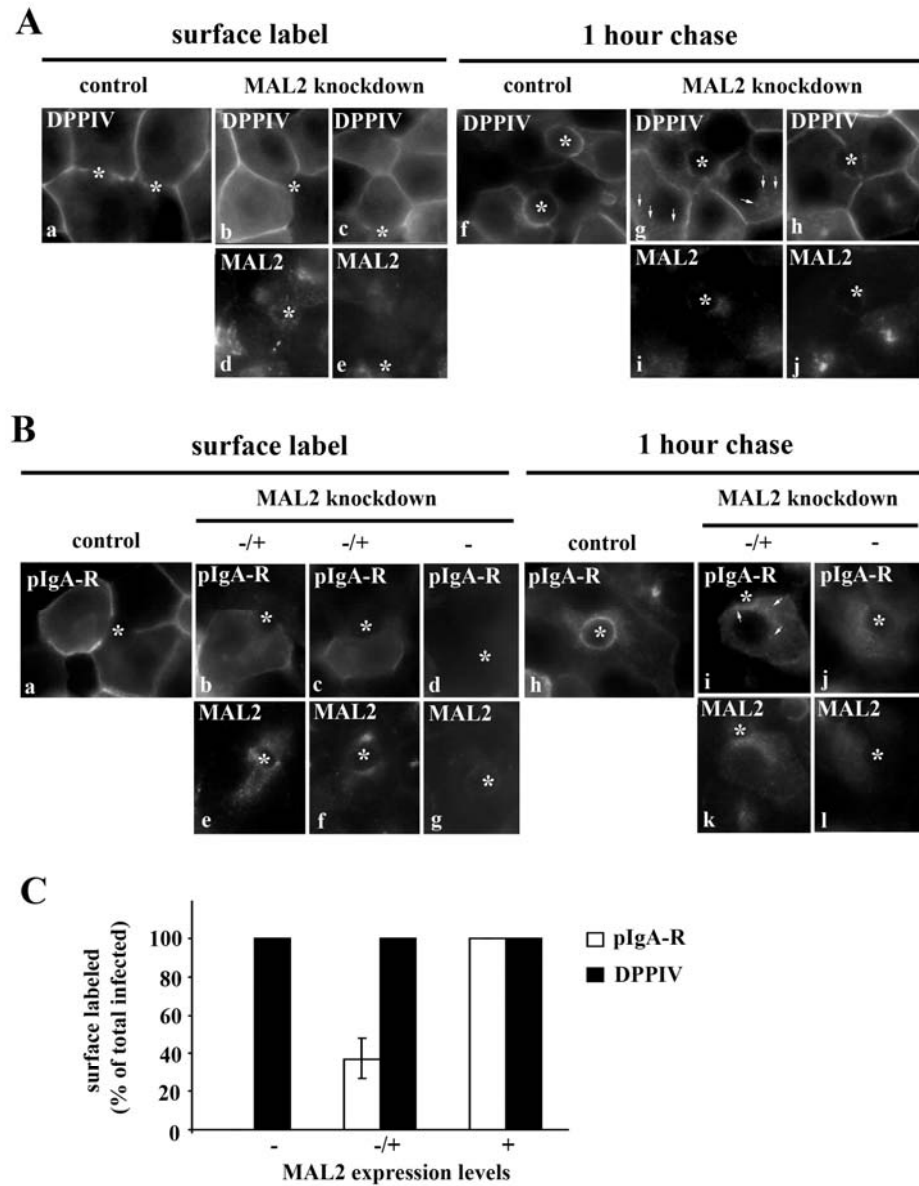 A
surface label
1 hour chase
control
MAL2 knockdown
control
MAL2 knockdown
DPPIV
DPPIV
DPPIV
DPPIV
DPPIV
DPPIV
*
*
*
*
*
*
*
*
a
b
c
f
g
h
MAL2
MAL2
MAL2
MAL2
*
*
*
*
d
e
i
j
B
surface label
1 hour chase
MAL2 knockdown
MAL2 knockdown
control
-/+
-/+
-
control
-/+
-
pIgA-R
pIgA-R
pIgA-R
pIgA-R
pIgA-R
pIgA-R
pIgA-R
*
*
*
*
*
*
*
a
b
c
d
h
i
j
MAL2
MAL2
MAL2
MAL2
MAL2
*
*
*
*
*
e
f
g
k
l
C
surface labeled
(% of total infected)
100
80
60
40
20
0
-
-/+
+
MAL2 expression levels
pIgA-R
DPPIV